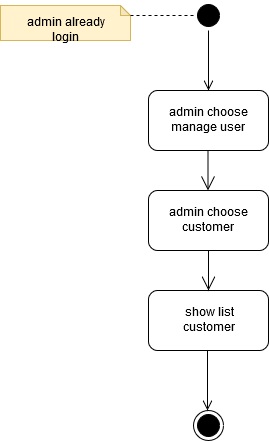 admin already
login
admin choose
manage user
admin choose
customer
show list
customer